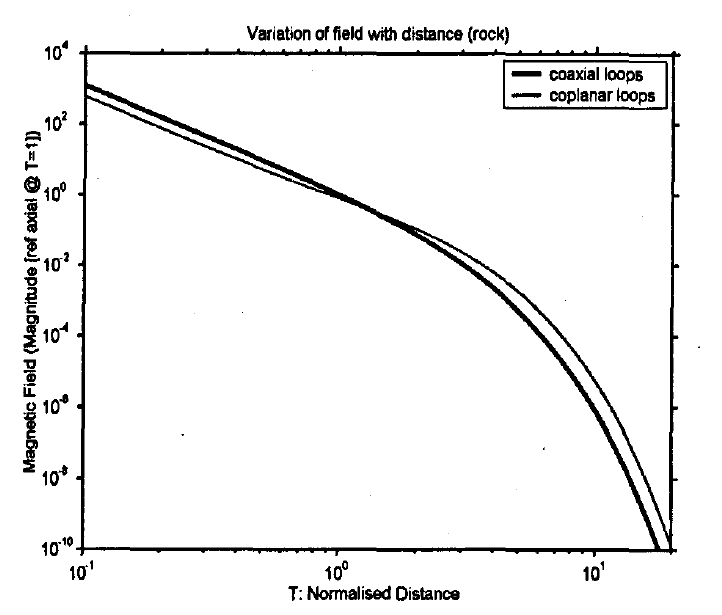 Variation of field with distance (rock)
coaxial loops
coplanar loops
Magnetic Field (Magnitude [ref axial @ T=1])
10^4
10^2
10^0
10^-2
10^-4
10^-6
10^-8
10^-10
10^-1
10^0
10^1
T: Normalised Distance